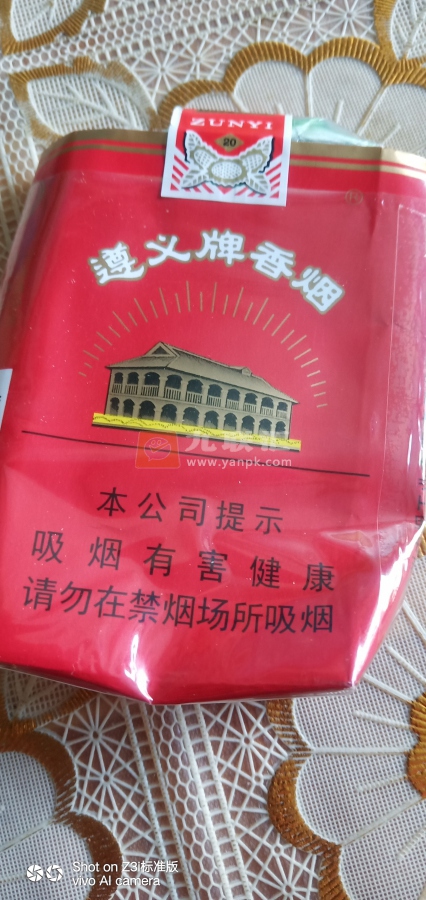 ZUNYI
20
遵义牌香烟
www.yanpk.com
本公司提示
吸烟有害健康
请勿在禁烟场所吸烟
Shot on Z3i标准版
vivo AI camera